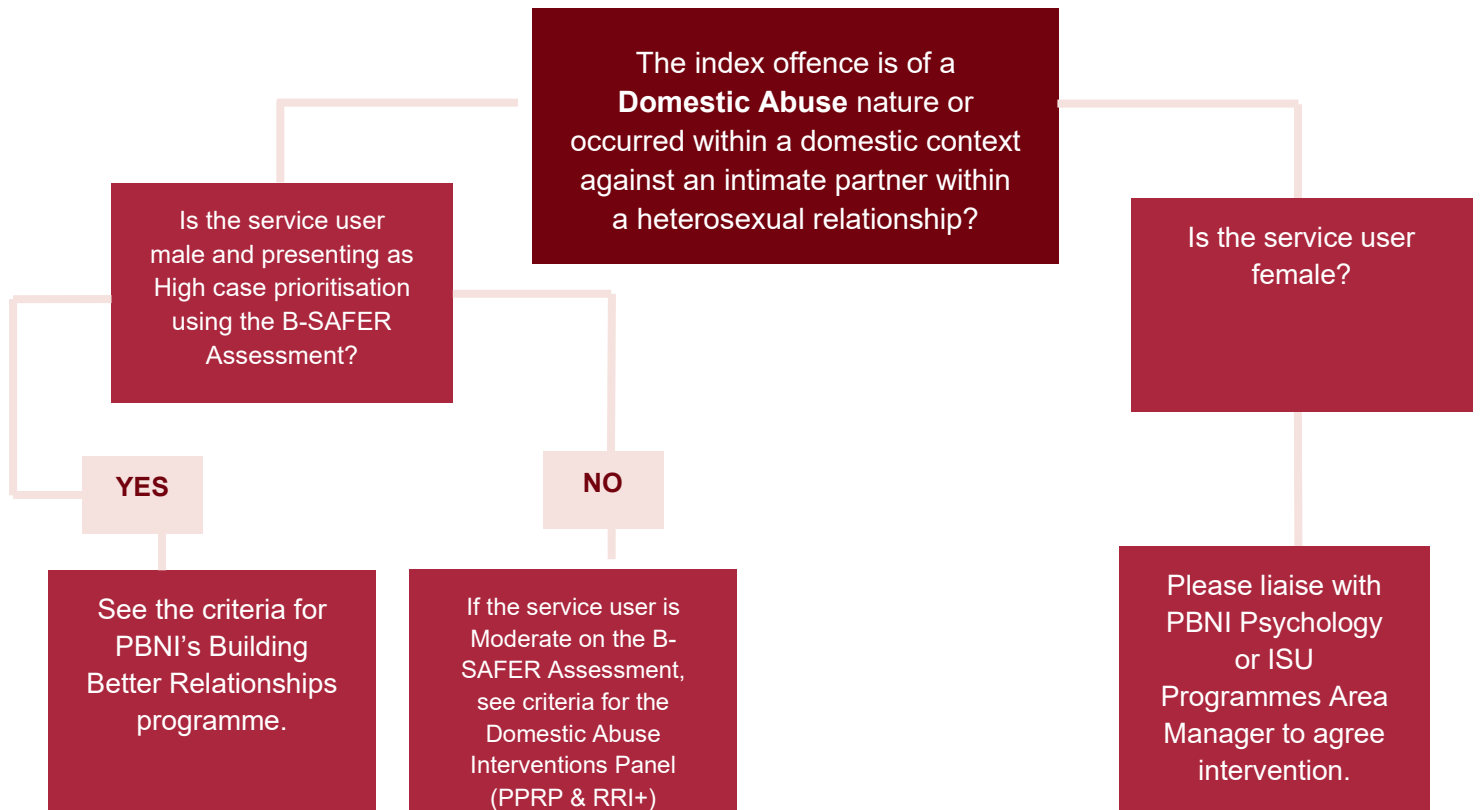 The index offence is of a
Domestic Abuse nature or
occurred within a domestic context
against an intimate partner within
a heterosexual relationship?
Is the service user
male and presenting as
High case prioritisation
using the B-SAFER
Assessment?
Is the service user
female?
YES
NO
See the criteria for
PBNI’s Building
Better Relationships
programme.
If the service user is
Moderate on the B-
SAFER Assessment,
see criteria for the
Domestic Abuse
Interventions Panel
(PPRP & RRI+)
Please liaise with
PBNI Psychology
or ISU
Programmes Area
Manager to agree
intervention.